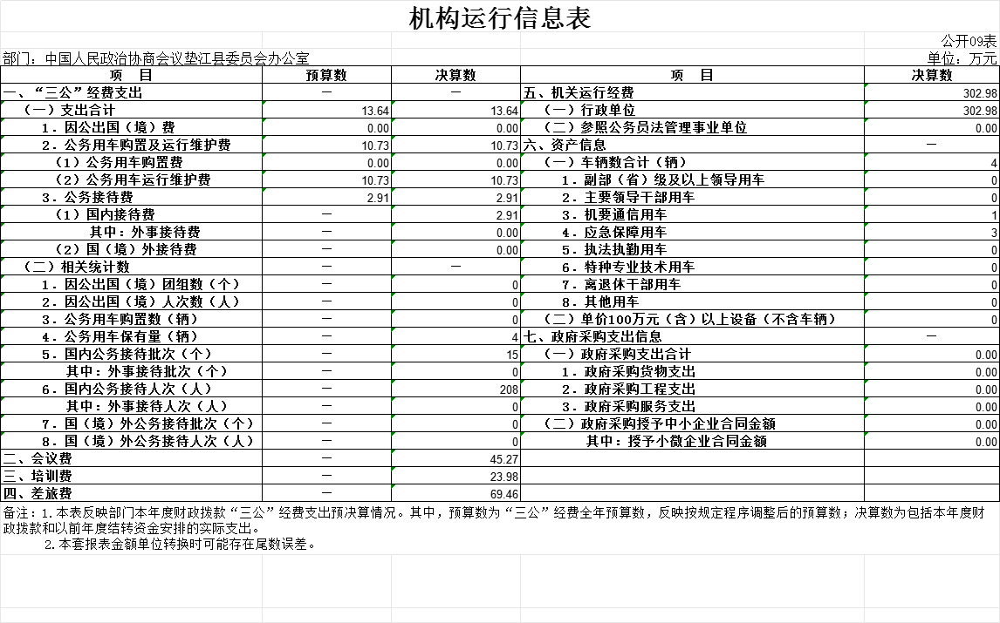 机构运行信息表
公开09表
部门：中国人民政治协商会议垫江县委员会办公室 单位：万元
项 目 预算数 决算数 项 目 决算数
一、“三公”经费支出 — — 五、机关运行经费 302.98
（一）支出合计 13.64 13.64 （一）行政单位 302.98
1．因公出国（境）费 0.00 0.00 （二）参照公务员法管理事业单位 0.00
2．公务用车购置及运行维护费 10.73 10.73 六、资产信息 —
（1）公务用车购置费 0.00 0.00 （一）车辆数合计（辆） 4
（2）公务用车运行维护费 10.73 10.73 1．副部（省）级及以上领导用车 0
3．公务接待费 2.91 2.91 2．主要领导干部用车 0
（1）国内接待费 — 2.91 3．机要通信用车 1
其中：外事接待费 — 0.00 4．应急保障用车 3
（2）国（境）外接待费 — 0.00 5．执法执勤用车 0
（二）相关统计数 — — 6．特种专业技术用车 0
1．因公出国（境）团组数（个） — 0 7．离退休干部用车 0
2．因公出国（境）人次数（人） — 0 8．其他用车 0
3．公务用车购置数（辆） — 0 （二）单价100万元（含）以上设备（不含车辆） 0
4．公务用车保有量（辆） — 4 七、政府采购支出信息 —
5．国内公务接待批次（个） — 15 （一）政府采购支出合计 0.00
其中：外事接待批次（个） — 0 1．政府采购货物支出 0.00
6．国内公务接待人次（人） — 208 2．政府采购工程支出 0.00
其中：外事接待人次（人） — 0 3．政府采购服务支出 0.00
7．国（境）外公务接待批次（个） — 0 （二）政府采购授予中小企业合同金额 0.00
8．国（境）外公务接待人次（人） — 0 其中：授予小微企业合同金额 0.00
二、会议费 — 45.27
三、培训费 — 23.98
四、差旅费 — 69.46
备注：1.本表反映部门本年度财政拨款“三公”经费支出预决算情况。其中，预算数为“三公”经费全年预算数，反映按规定程序调整后的预算数；决算数为包括本年度财
政拨款和以前年度结转资金安排的实际支出。
2.本套报表金额单位转换时可能存在尾数误差。